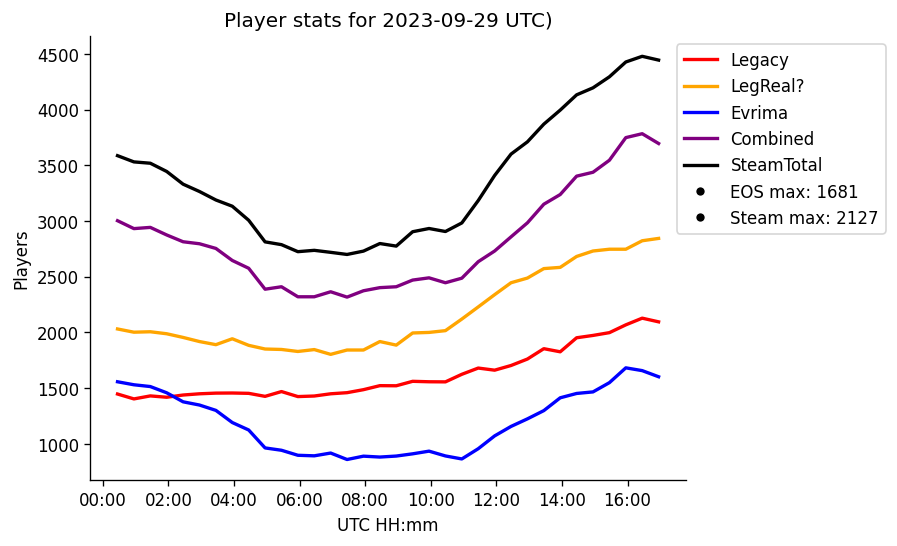 Player stats for 2023-09-29 UTC)
Players
4500
4000
3500
3000
2500
2000
1500
1000
00:00 02:00 04:00 06:00 08:00 10:00 12:00 14:00 16:00
UTC HH:mm
Legacy
LegReal?
Evrima
Combined
SteamTotal
EOS max: 1681
Steam max: 2127